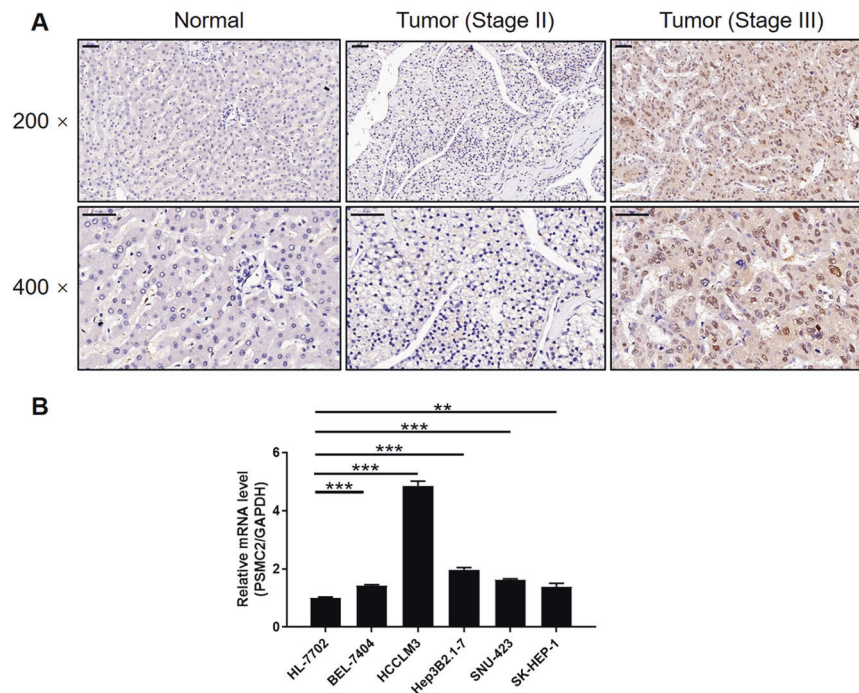 A
Normal
Tumor (Stage II)
Tumor (Stage III)
200 ×
400 ×
B
**
***
***
***
***
Relative mRNA level
(PSMC2/GAPDH)
6
4
2
0
HL-7702
BEL-7404
HCCLM3
Hep3B2.1-7
SNU-423
SK-HEP-1